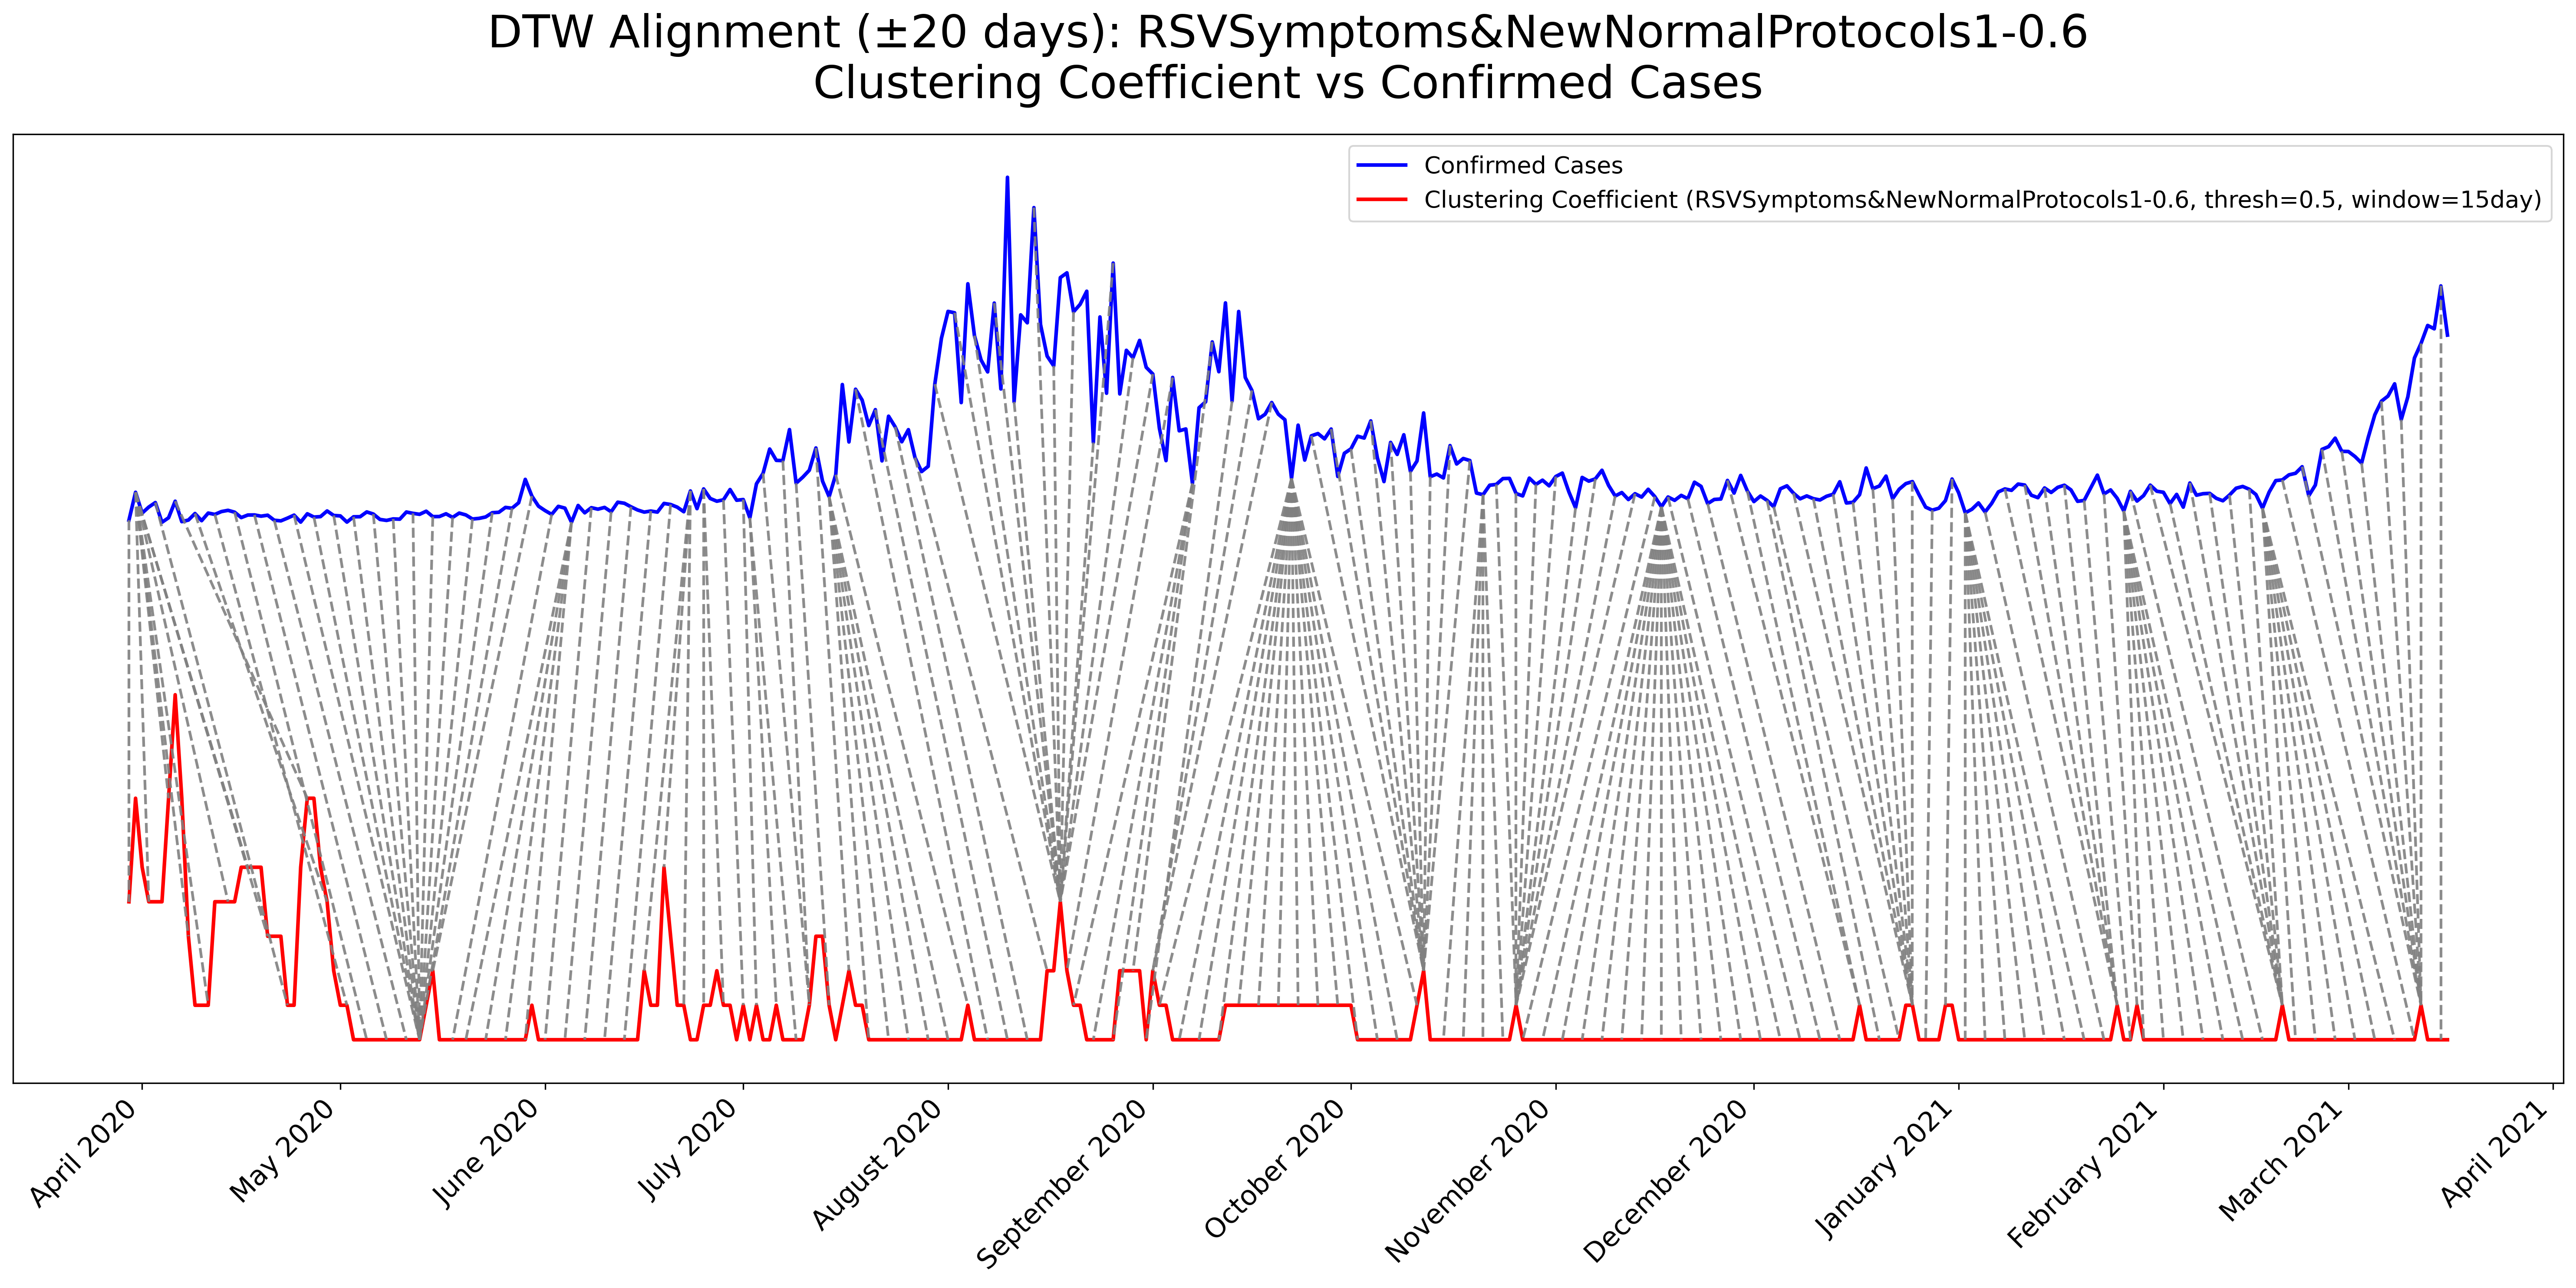 DTW Alignment (±20 days): RSVSymptoms&NewNormalProtocols1-0.6
Clustering Coefficient vs Confirmed Cases
Confirmed Cases
Clustering Coefficient (RSVSymptoms&NewNormalProtocols1-0.6, thresh=0.5, window=15day)
April 2020
May 2020
June 2020
July 2020
August 2020
September 2020
October 2020
November 2020
December 2020
January 2021
February 2021
March 2021
April 2021